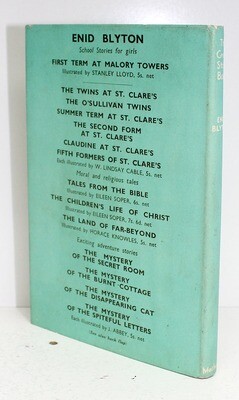 ENID BLYTON
School Stories for girls
FIRST TERM AT MALORY TOWERS
Illustrated by STANLEY LLOYD, 5s. net
THE TWINS AT ST. CLARE'S
THE O'SULLIVAN TWINS
SUMMER TERM AT ST. CLARE'S
THE SECOND FORM
AT ST. CLARE'S
CLAUDINE AT ST. CLARE'S
FIFTH FORMERS OF ST. CLARE'S
Each illustrated by W. LINDSAY CABLE, 5s. net
Moral and religious tales
TALES FROM THE BIBLE
Illustrated by EILEEN SOPER, 6s. net
THE CHILDREN'S LIFE OF CHRIST
Illustrated by EILEEN SOPER, 7s. 6d. net
THE LAND OF FAR-BEYOND
Illustrated by HORACE KNOWLES, 5s. net
Exciting adventure stories
THE MYSTERY
OF THE SECRET ROOM
THE MYSTERY
OF THE BURNT COTTAGE
THE MYSTERY
OF THE DISAPPEARING CAT
THE MYSTERY
OF THE SPITEFUL LETTERS
Each illustrated by J. ABBEY, 5s. net